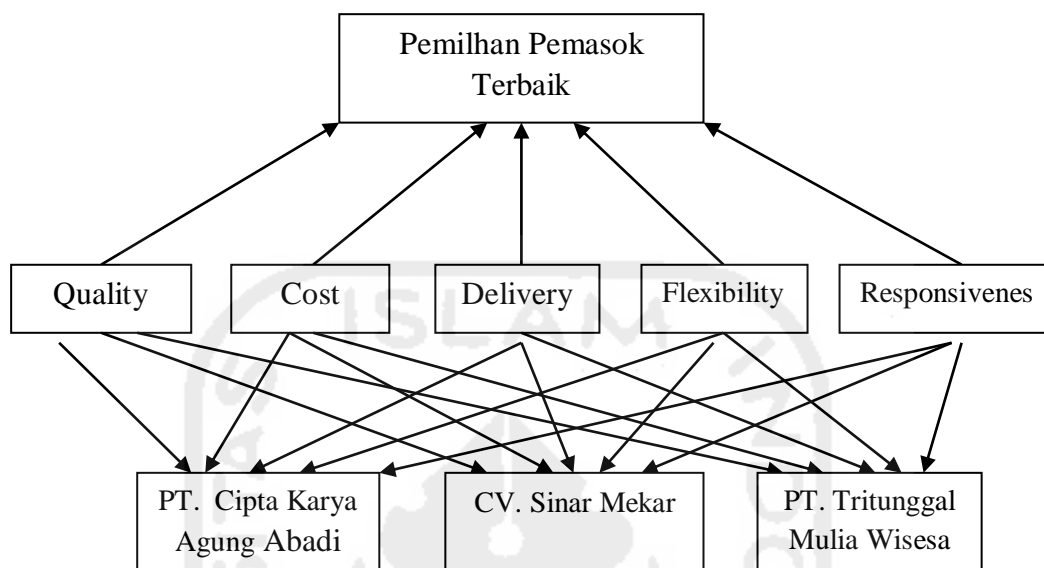 Pemilhan Pemasok
Terbaik
Quality
Cost
Delivery
Flexibility
Responsivenes
ISLAM
PT. Cipta Karya
Agung Abadi
CV. Sinar Mekar
PT. Tritunggal
Mulia Wisesa